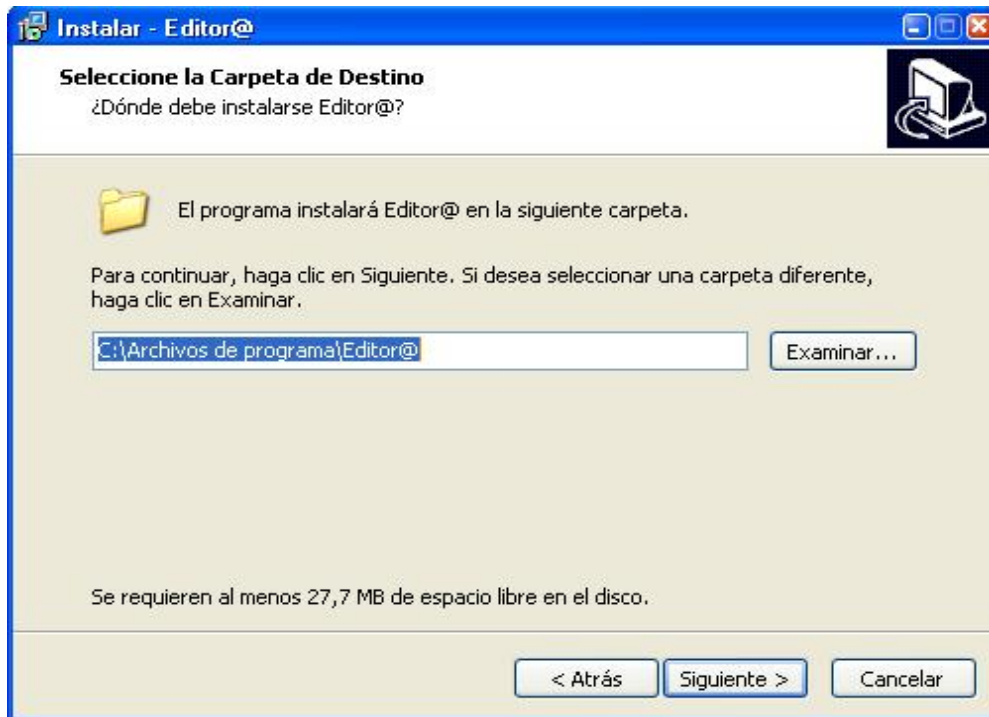 Instalar - Editor@
Seleccione la Carpeta de Destino
¿Dónde debe instalarse Editor@?
El programa instalará Editor@ en la siguiente carpeta.
Para continuar, haga clic en Siguiente. Si desea seleccionar una carpeta diferente,
haga clic en Examinar.
C:\Archivos de programa\Editor@
Examinar...
Se requieren al menos 27,7 MB de espacio libre en el disco.
< Atrás
Siguiente >
Cancelar